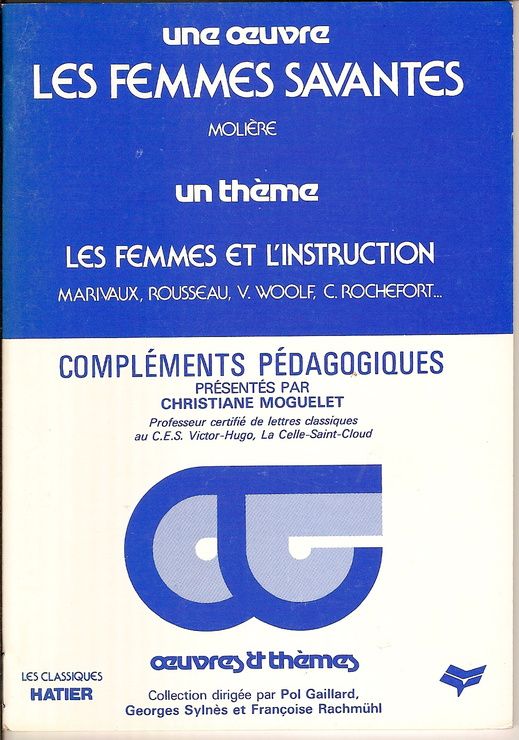 une œuvre
LES FEMMES SAVANTES
MOLIÈRE
un thème
LES FEMMES ET L'INSTRUCTION
MARIVAUX, ROUSSEAU, V. WOOLF, C. ROCHEFORT...
COMPLÉMENTS PÉDAGOGIQUES
PRÉSENTÉS PAR
CHRISTIANE MOGUELET
Professeur certifié de lettres classiques
au C.E.S. Victor-Hugo, La Celle-Saint-Cloud
œuvres & thèmes
LES CLASSIQUES
HATIER
Collection dirigée par Pol Gaillard,
Georges Sylnès et Françoise Rachmühl